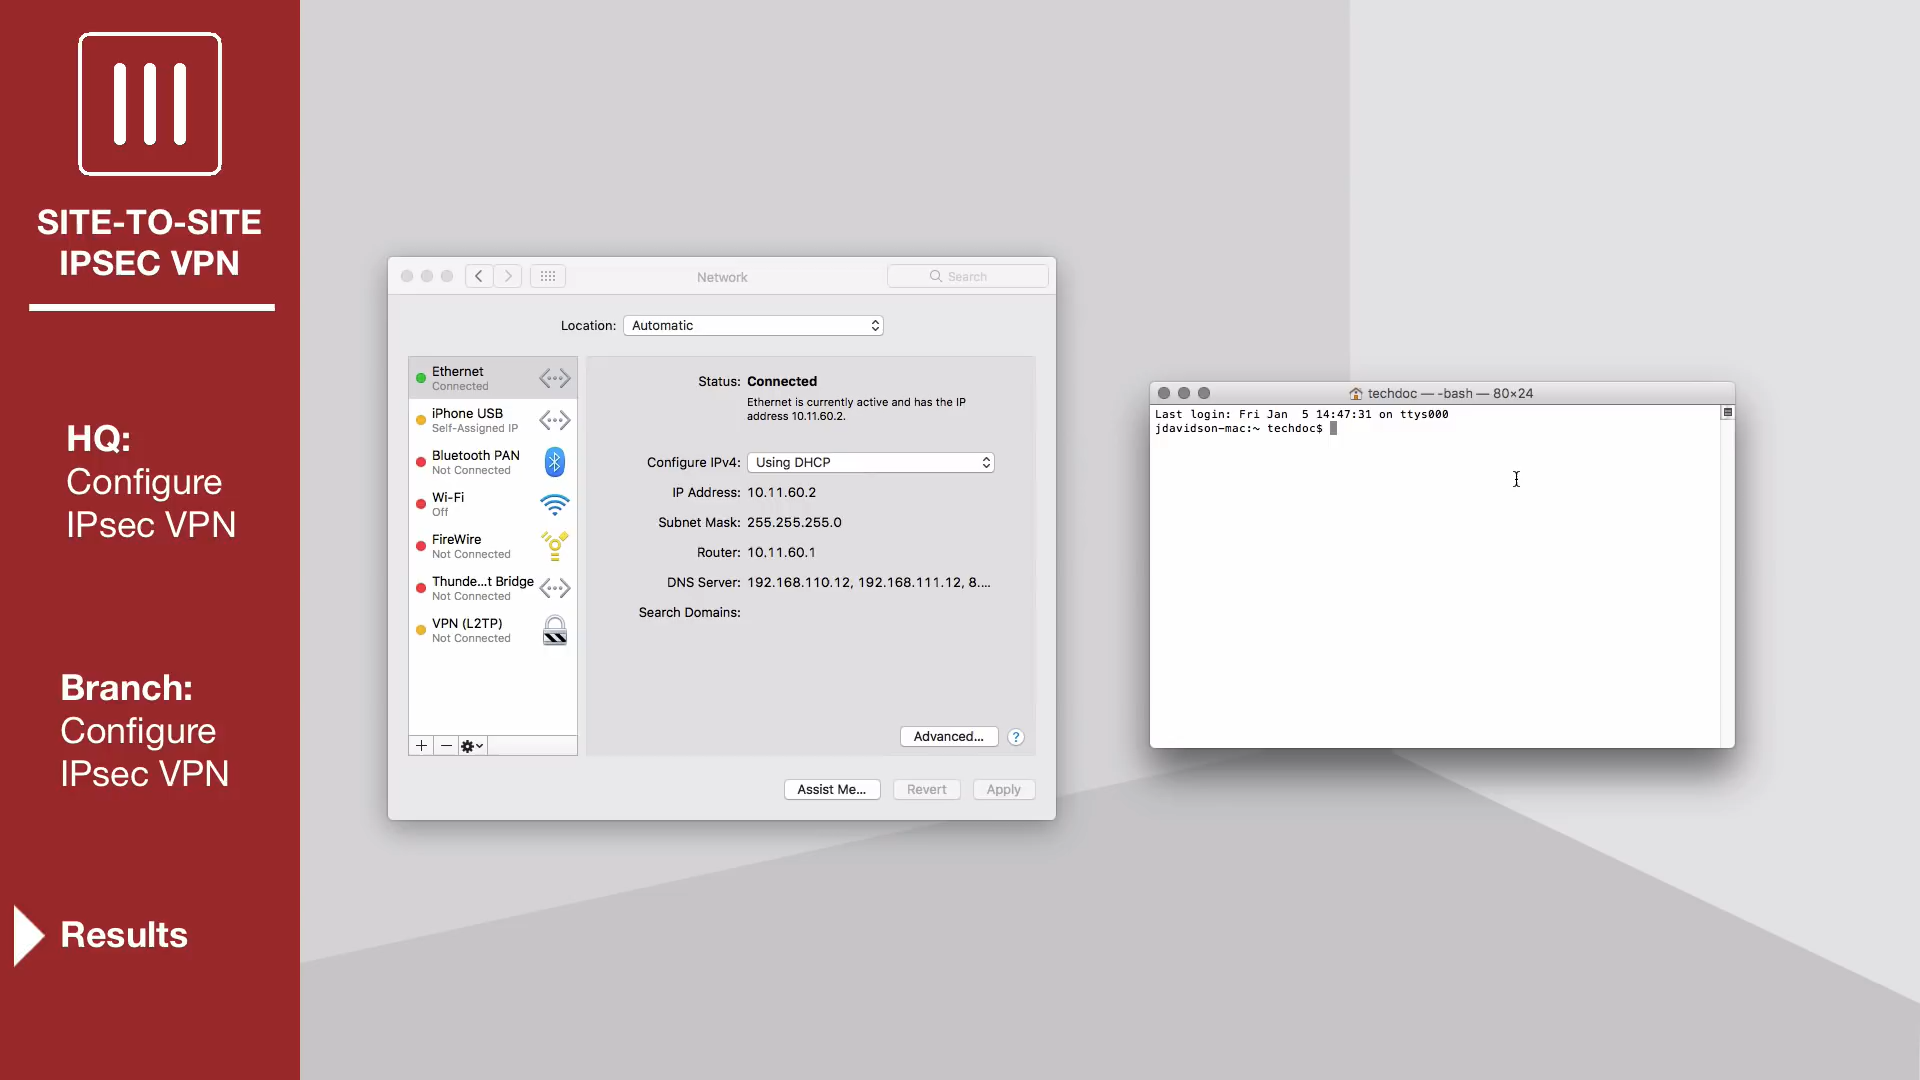 SITE-TO-SITE
IPSEC VPN
HQ:
Configure
IPsec VPN
Branch:
Configure
IPsec VPN
Results
Network
Search
Location: Automatic
Ethernet
Connected
iPhone USB
Self-Assigned IP
Bluetooth PAN
Not Connected
Wi-Fi
Off
FireWire
Not Connected
Thunde...t Bridge
Not Connected
VPN (L2TP)
Not Connected
Status: Connected
Ethernet is currently active and has the IP
address 10.11.60.2.
Configure IPv4: Using DHCP
IP Address: 10.11.60.2
Subnet Mask: 255.255.255.0
Router: 10.11.60.1
DNS Server: 192.168.110.12, 192.168.111.12, 8....
Search Domains:
Advanced...
?
Assist Me...
Revert
Apply
techdoc — -bash — 80×24
Last login: Fri Jan  5 14:47:31 on ttys000
jdavidson-mac:~ techdoc$